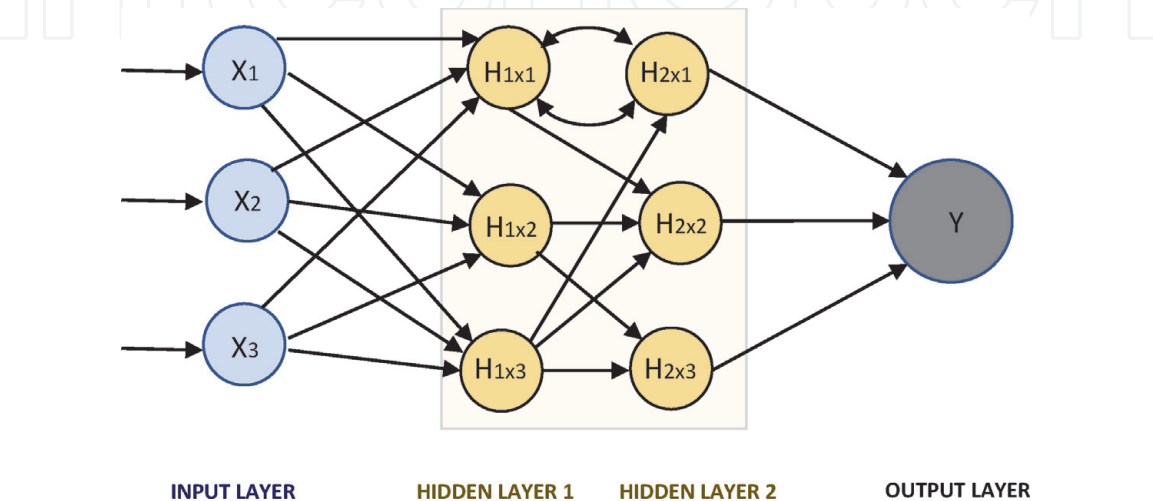 X1
H1x1
H2x1
X2
H1x2
H2x2
Y
X3
H1x3
H2x3
INPUT LAYER
HIDDEN LAYER 1
HIDDEN LAYER 2
OUTPUT LAYER